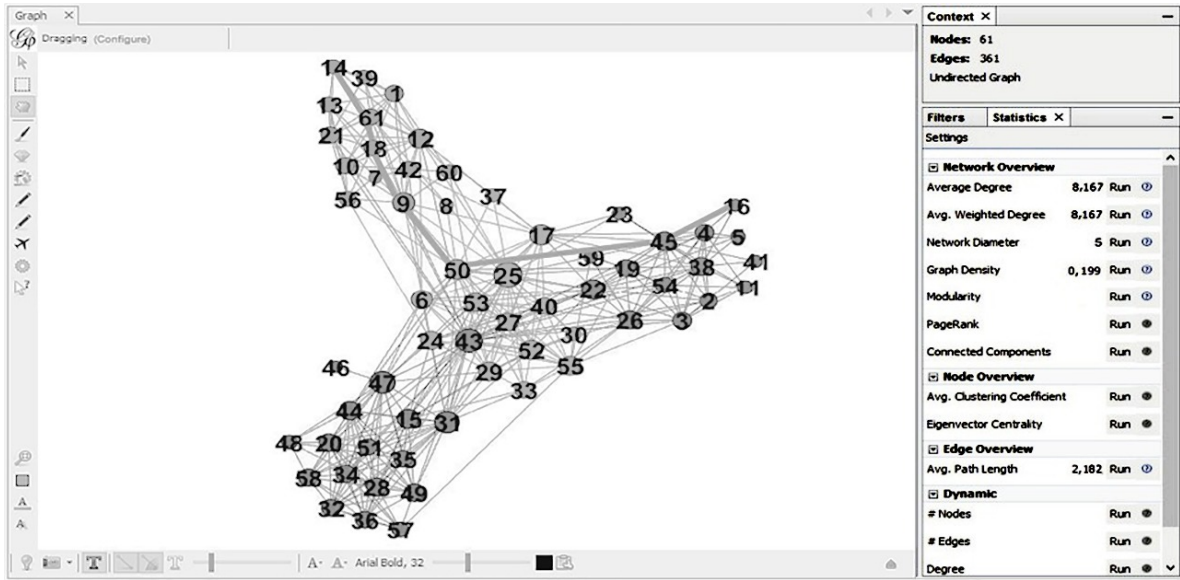 Graph ×
Context ×
Dragging (Configure)
Nodes: 61
Edges: 361
Undirected Graph
Filters Statistics ×
Settings
Network Overview
Average Degree 8,167 Run
Avg. Weighted Degree 8,167 Run
Network Diameter 5 Run
Graph Density 0,199 Run
Modularity Run
PageRank Run
Connected Components Run
Node Overview
Avg. Clustering Coefficient Run
Eigenvector Centrality Run
Edge Overview
Avg. Path Length 2,182 Run
Dynamic
# Nodes Run
# Edges Run
Degree Run
14 39
1
13
61
21 12
18
10 42 60
7
56 9 8 37
23 16
17 45 4 5
59 41
50 25 19 38
22 54 11
6 53 40 2
27 26 3
24 43 30
52
46 29 55
47 33
44 15 31
48 20 51
35
58 34
28 49
32 36 57
T T A- A- Arial Bold, 32
A
A